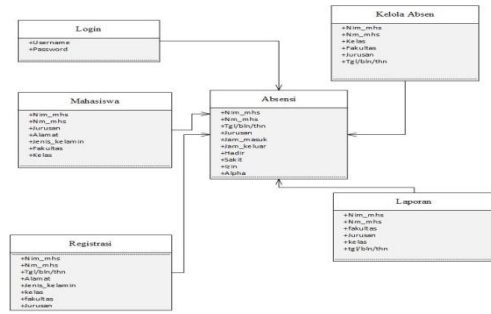 Login
+Username
+Password
Kelola Absen
+Nim_mhs
+Nm_mhs
+Kelas
+Fakultas
+Jurusan
+Tgl/bln/thn
Mahasiswa
+Nim_mhs
+Nm_mhs
+Jurusan
+Alamat
+Jenis_kelamin
+Fakultas
+Kelas
Absensi
+Nim_mhs
+Nm_mhs
+Tgl/bln/thn
+Jurusan
+Jam_masuk
+Jam_keluar
+Hadir
+Sakit
+Izin
+Alpha
Registrasi
+Nim_mhs
+Nm_mhs
+Tgl/bln/thn
+Alamat
+Jenis_kelamin
+kelas
+fakultas
+Jurusan
Laporan
+Nim_mhs
+Nm_mhs
+fakultas
+Jurusan
+kelas
+tgl/bln/thn